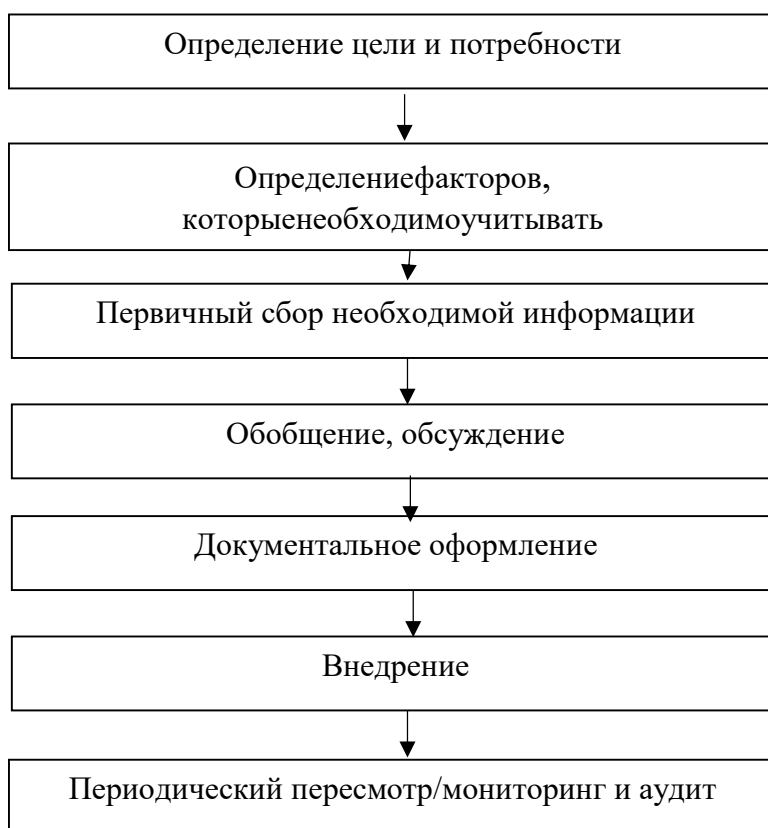 Определение цели и потребности
Определениефакторов,
которыенеобходимоучитывать
Первичный сбор необходимой информации
Обобщение, обсуждение
Документальное оформление
Внедрение
Периодический пересмотр/мониторинг и аудит